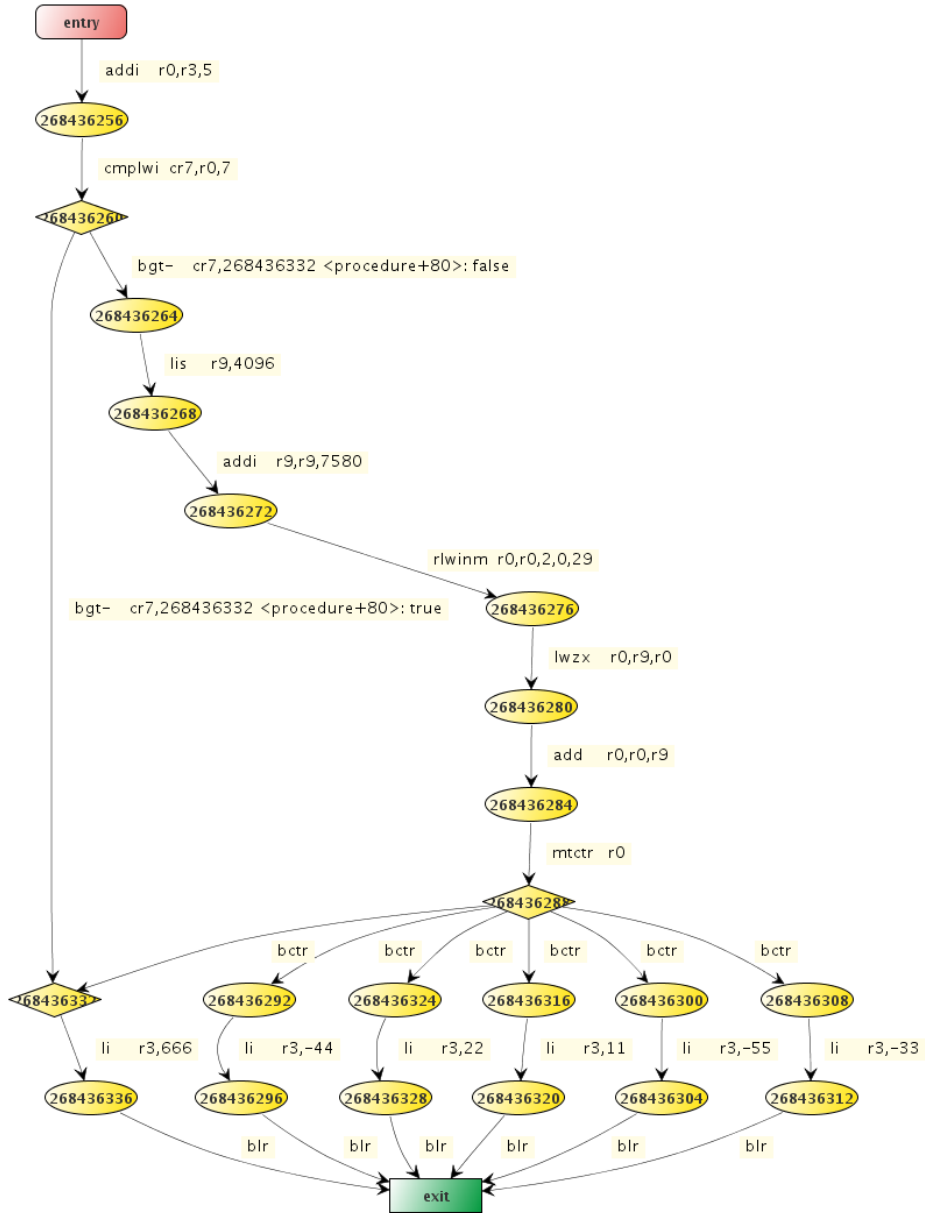 entry
addi r0,r3,5
268436256
cmplwi cr7,r0,7
268436260
bgt- cr7,268436332 <procedure+80>: false
268436264
lis r9,4096
268436268
addi r9,r9,7580
268436272
rlwinm r0,r0,2,0,29
bgt- cr7,268436332 <procedure+80>: true
268436276
lwzx r0,r9,r0
268436280
add r0,r0,r9
268436284
mtctr r0
268436288
bctr bctr bctr bctr bctr
268436332 268436292 268436324 268436316 268436300 268436308
li r3,666 li r3,-44 li r3,22 li r3,11 li r3,-55 li r3,-33
268436336 268436296 268436328 268436320 268436304 268436312
blr blr blr blr blr blr
exit